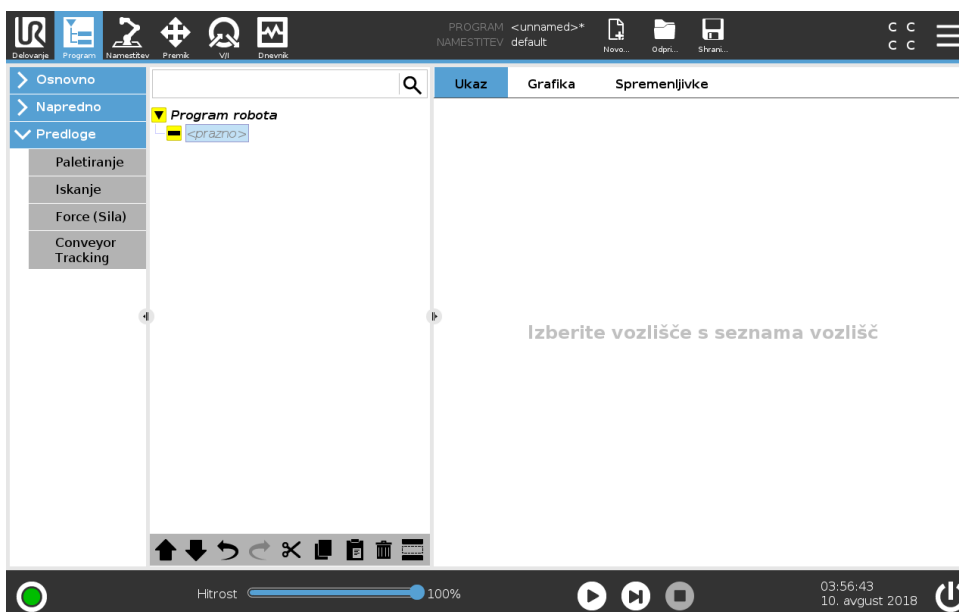 PROGRAM <unnamed>*
NAMESTITEV default
Delovanje Program Namestitev Premik V/I Dnevnik
Novo... Odpri... Shrani...
C C
C C
Osnovno
Napredno
Predloge
Paletiranje
Iskanje
Force (Sila)
Conveyor
Tracking
Program robota
<prazno>
Ukaz Grafika Spremenljivke
Izberite vozlišče s seznama vozlišč
Hitrost 100%
03:56:43
10. avgust 2018